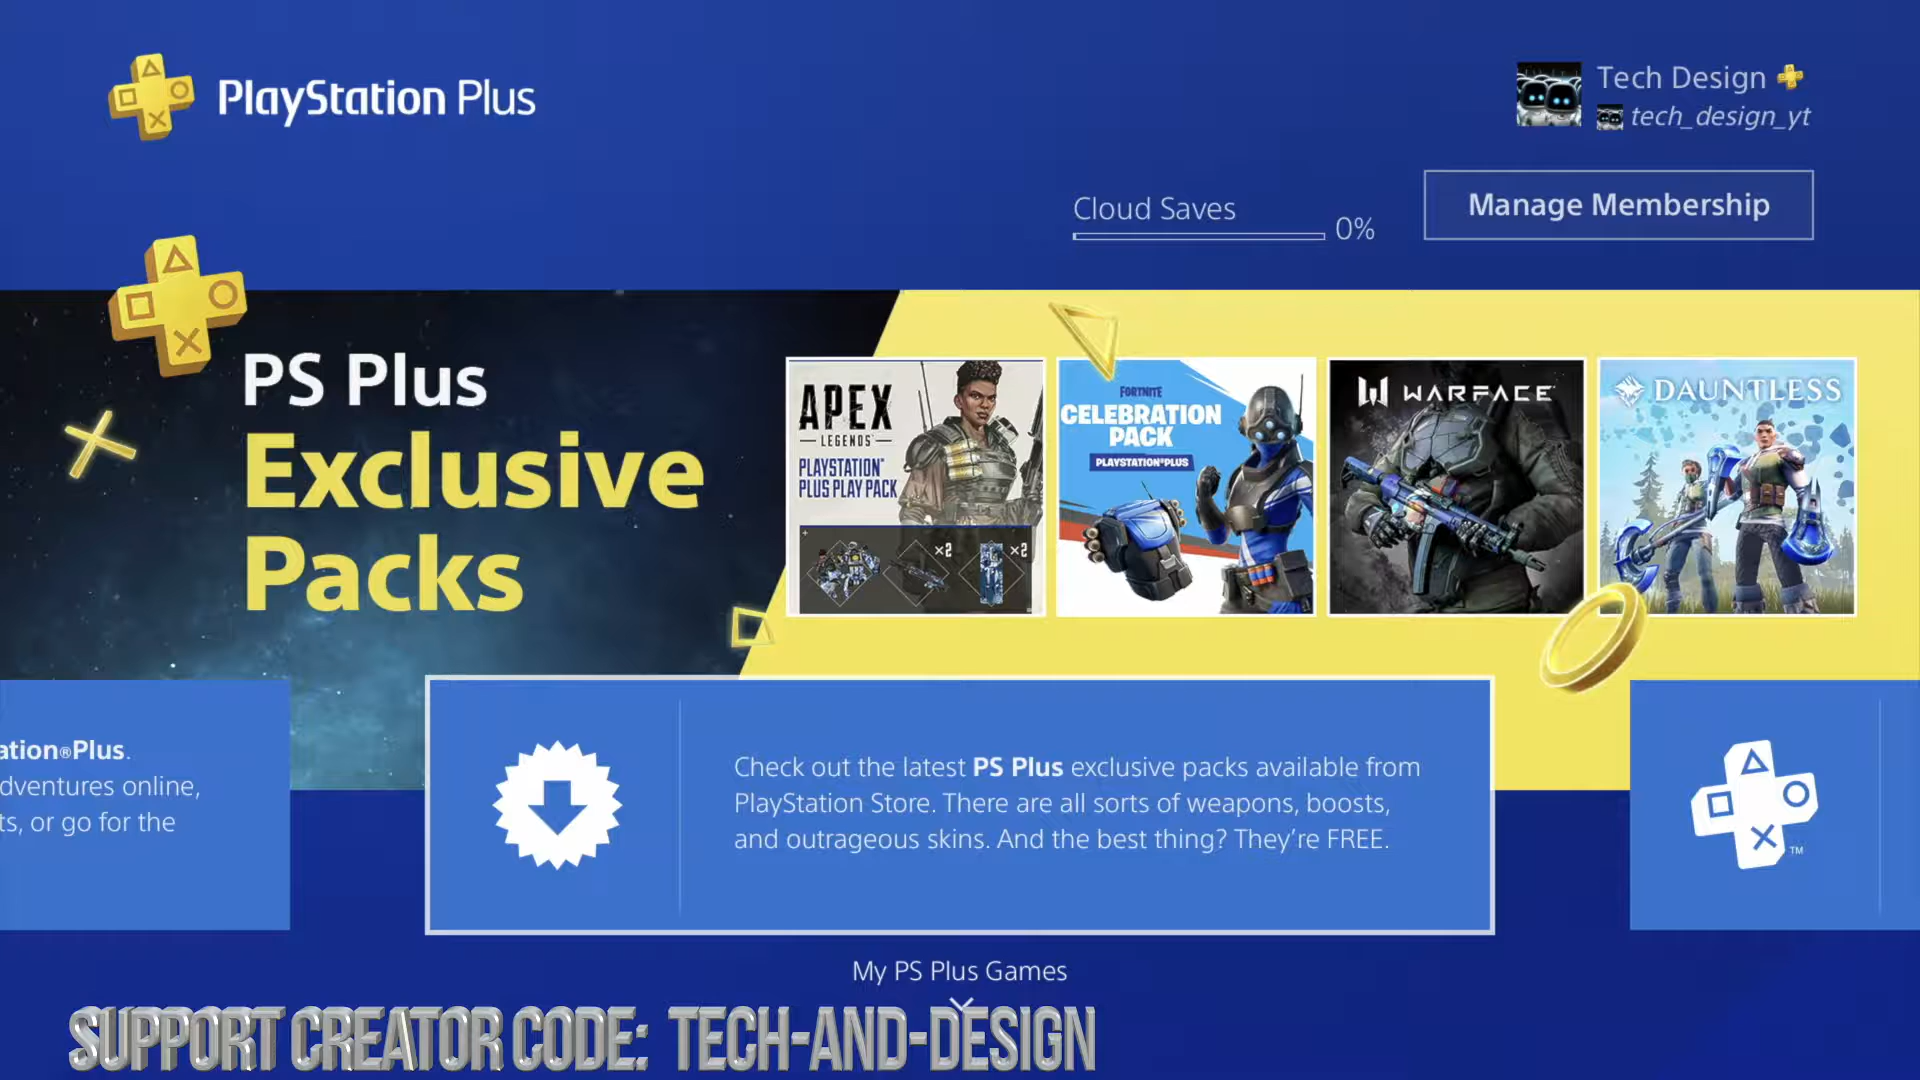 PlayStation Plus
Tech Design
tech_design_yt
Cloud Saves
0%
Manage Membership
PS Plus
Exclusive
Packs
APEX
LEGENDS
PLAYSTATION®
PLUS PLAY PACK
×2
×2
FORTNITE
CELEBRATION
PACK
PLAYSTATION®PLUS
WARFACE
DAUNTLESS
ation®Plus.
dventures online,
ts, or go for the
Check out the latest PS Plus exclusive packs available from
PlayStation Store. There are all sorts of weapons, boosts,
and outrageous skins. And the best thing? They're FREE.
TM
My PS Plus Games
SUPPORT CREATOR CODE: TECH-AND-DESIGN